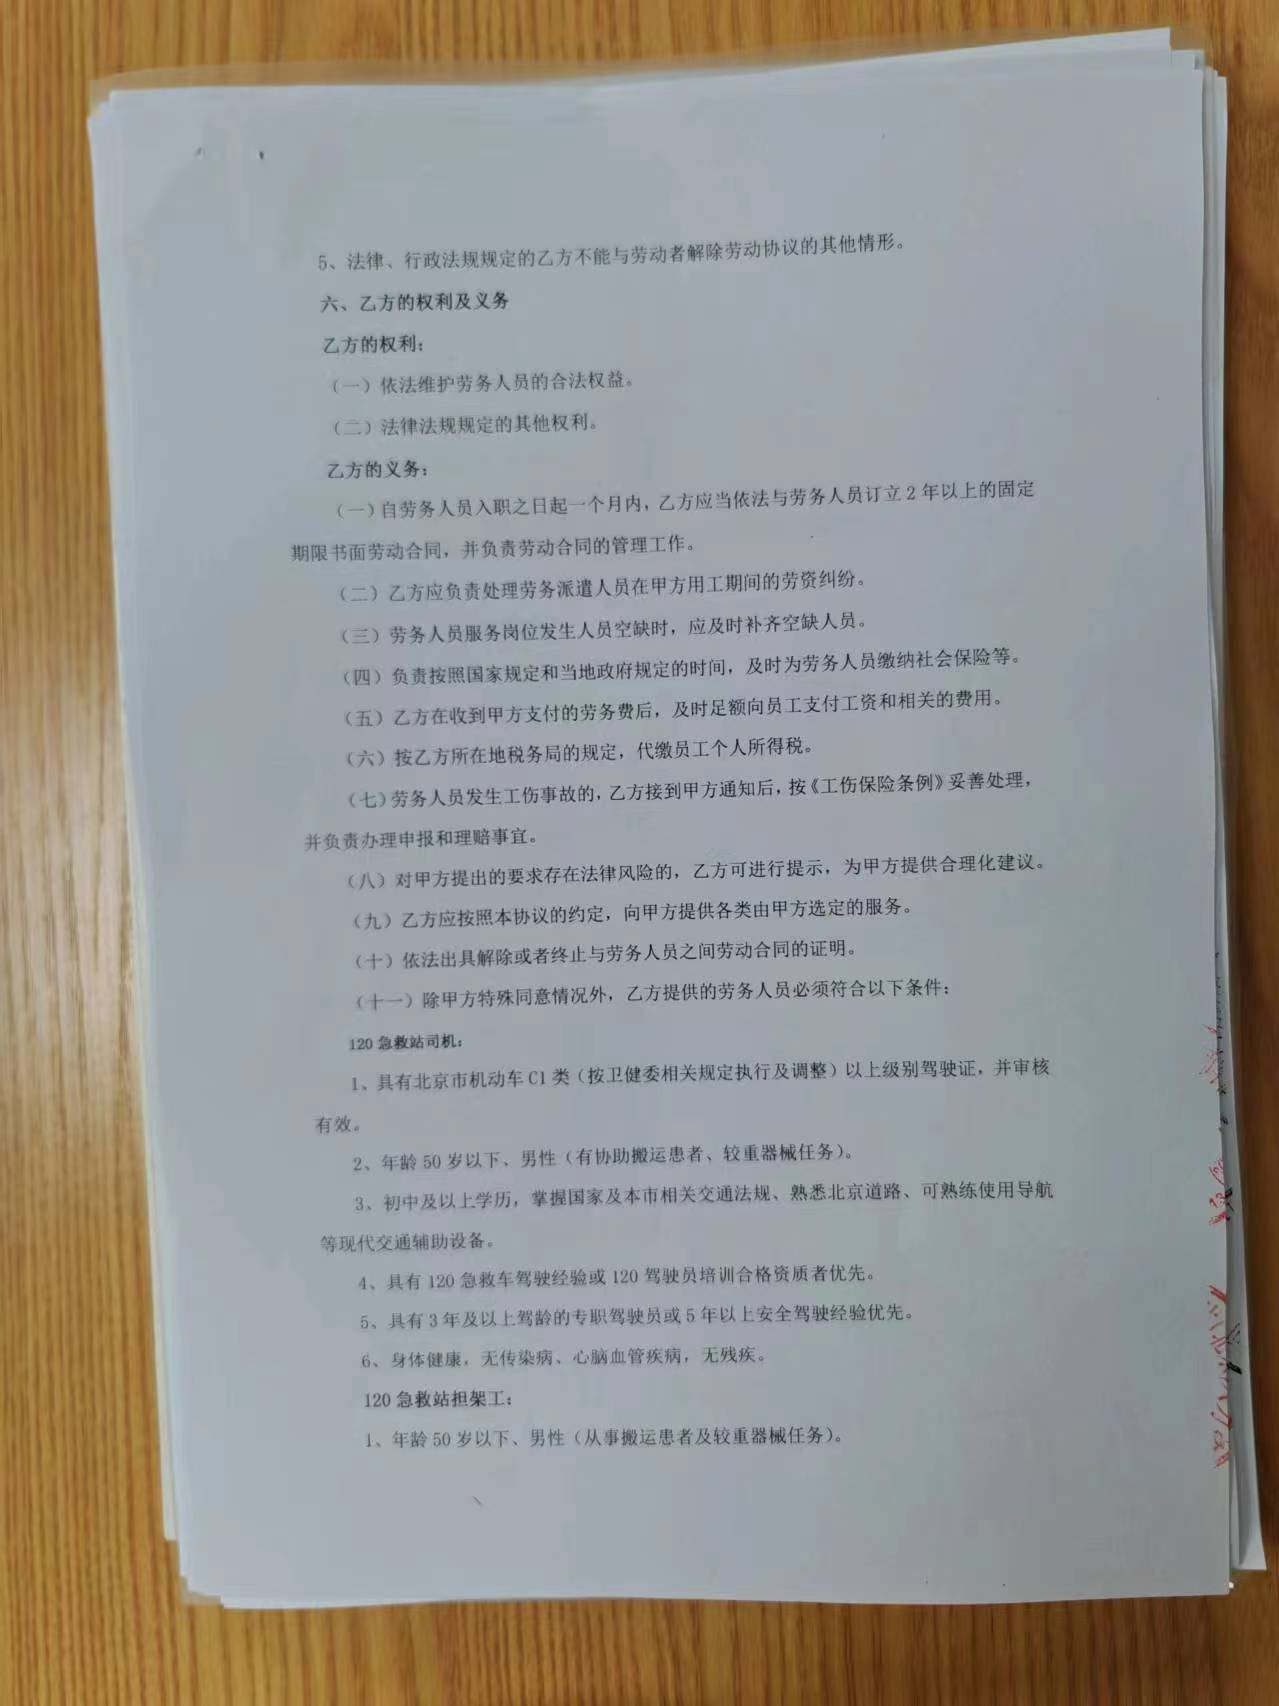 5、法律、行政法规规定的乙方不能与劳动者解除劳动协议的其他情形。
六、乙方的权利及义务
乙方的权利：
（一）依法维护劳务人员的合法权益。
（二）法律法规规定的其他权利。
乙方的义务：
（一）自劳务人员入职之日起一个月内，乙方应当依法与劳务人员订立2年以上的固定
期限书面劳动合同，并负责劳动合同的管理工作。
（二）乙方应负责处理劳务派遣人员在甲方用工期间的劳资纠纷。
（三）劳务人员服务岗位发生人员空缺时，应及时补齐空缺人员。
（四）负责按照国家规定和当地政府规定的时间，及时为劳务人员缴纳社会保险等。
（五）乙方在收到甲方支付的劳务费后，及时足额向员工支付工资和相关的费用。
（六）按乙方所在地税务局的规定，代缴员工个人所得税。
（七）劳务人员发生工伤事故的，乙方接到甲方通知后，按《工伤保险条例》妥善处理，
并负责办理申报和理赔事宜。
（八）对甲方提出的要求存在法律风险的，乙方可进行提示，为甲方提供合理化建议。
（九）乙方应按照本协议的约定，向甲方提供各类由甲方选定的服务。
（十）依法出具解除或者终止与劳务人员之间劳动合同的证明。
（十一）除甲方特殊同意情况外，乙方提供的劳务人员必须符合以下条件：
120急救站司机：
1、具有北京市机动车C1类（按卫健委相关规定执行及调整）以上级别驾驶证，并审核
有效。
2、年龄50岁以下、男性（有协助搬运患者、较重器械任务）。
3、初中及以上学历，掌握国家及本市相关交通法规、熟悉北京道路、可熟练使用导航
等现代交通辅助设备。
4、具有120急救车驾驶经验或120驾驶员培训合格资质者优先。
5、具有3年及以上驾龄的专职驾驶员或5年以上安全驾驶经验优先。
6、身体健康，无传染病、心脑血管疾病，无残疾。
120急救站担架工：
1、年龄50岁以下、男性（从事搬运患者及较重器械任务）。